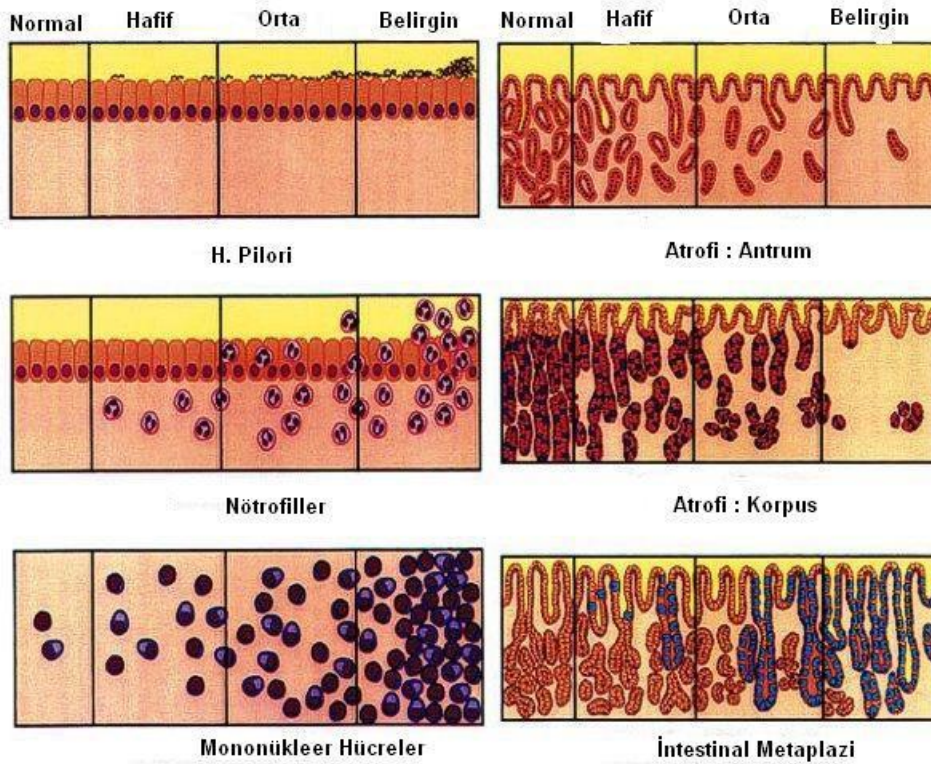 Normal Hafif Orta Belirgin
Normal Hafif Orta Belirgin
H. Pilori
Atrofi : Antrum
Nötrofiller
Atrofi : Korpus
Mononükleer Hücreler
İntestinal Metaplazi